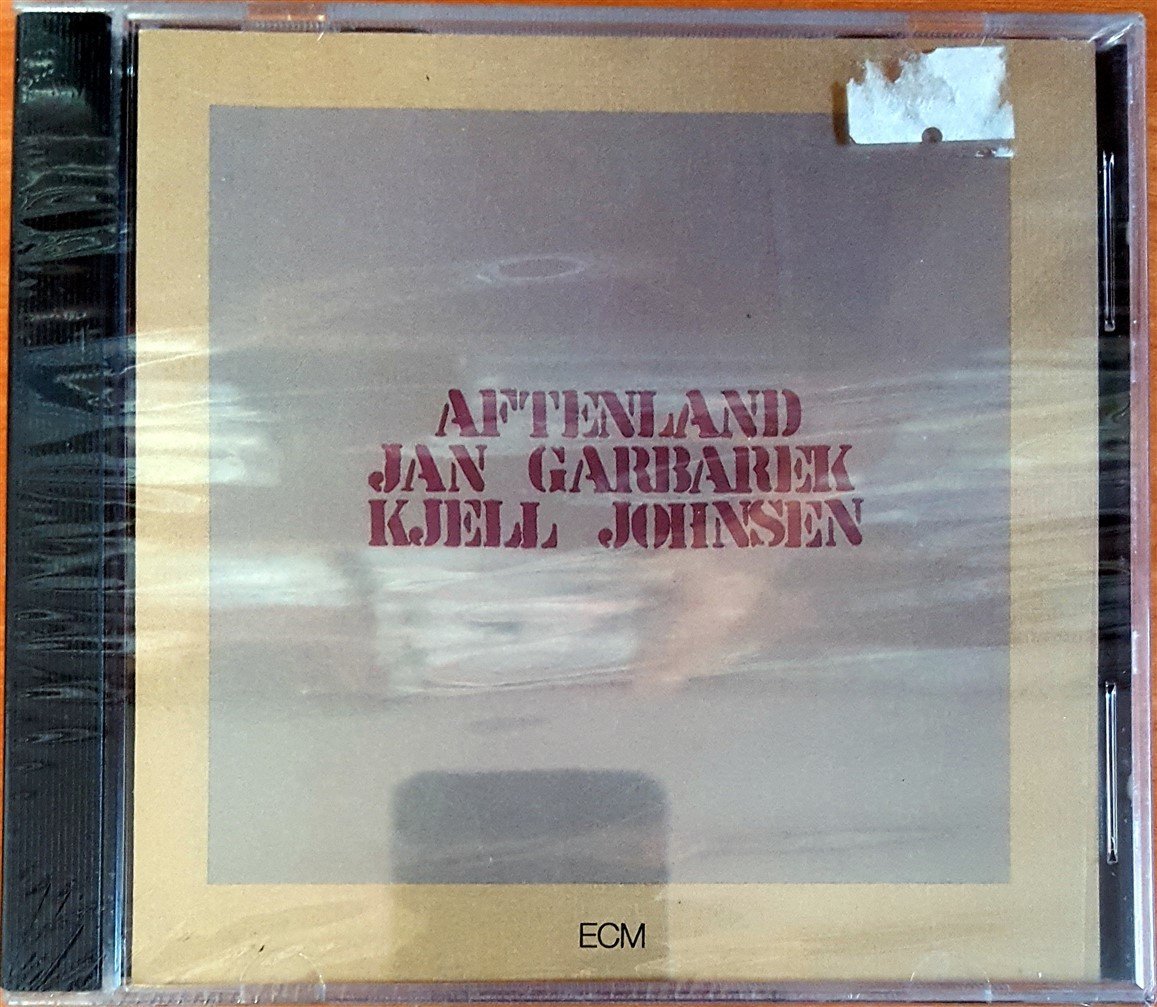 AFTENLAND
JAN GARBAREK
KJELL JOHNSEN
ECM